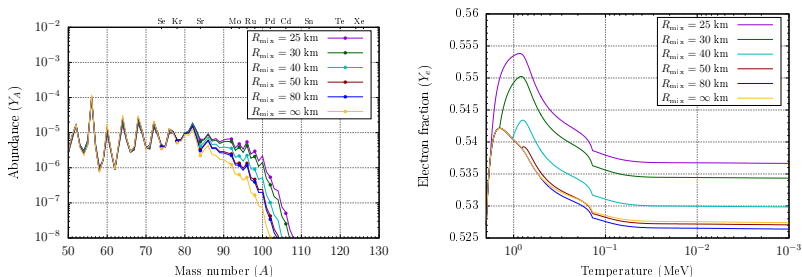 Se Kr Sr Mo Ru Pd Cd Sn Te Xe
10⁻²
10⁻³
10⁻⁴
10⁻⁵
10⁻⁶
10⁻⁷
10⁻⁸
Abundance (Y_A)
R_mix = 25 km
R_mix = 30 km
R_mix = 40 km
R_mix = 50 km
R_mix = 80 km
R_mix = ∞ km
50 60 70 80 90 100 110 120 130
Mass number (A)
0.56
0.555
0.55
0.545
0.54
0.535
0.53
0.525
Electron fraction (Y_e)
R_mix = 25 km
R_mix = 30 km
R_mix = 40 km
R_mix = 50 km
R_mix = 80 km
R_mix = ∞ km
10⁰ 10⁻¹ 10⁻² 10⁻³
Temperature (MeV)